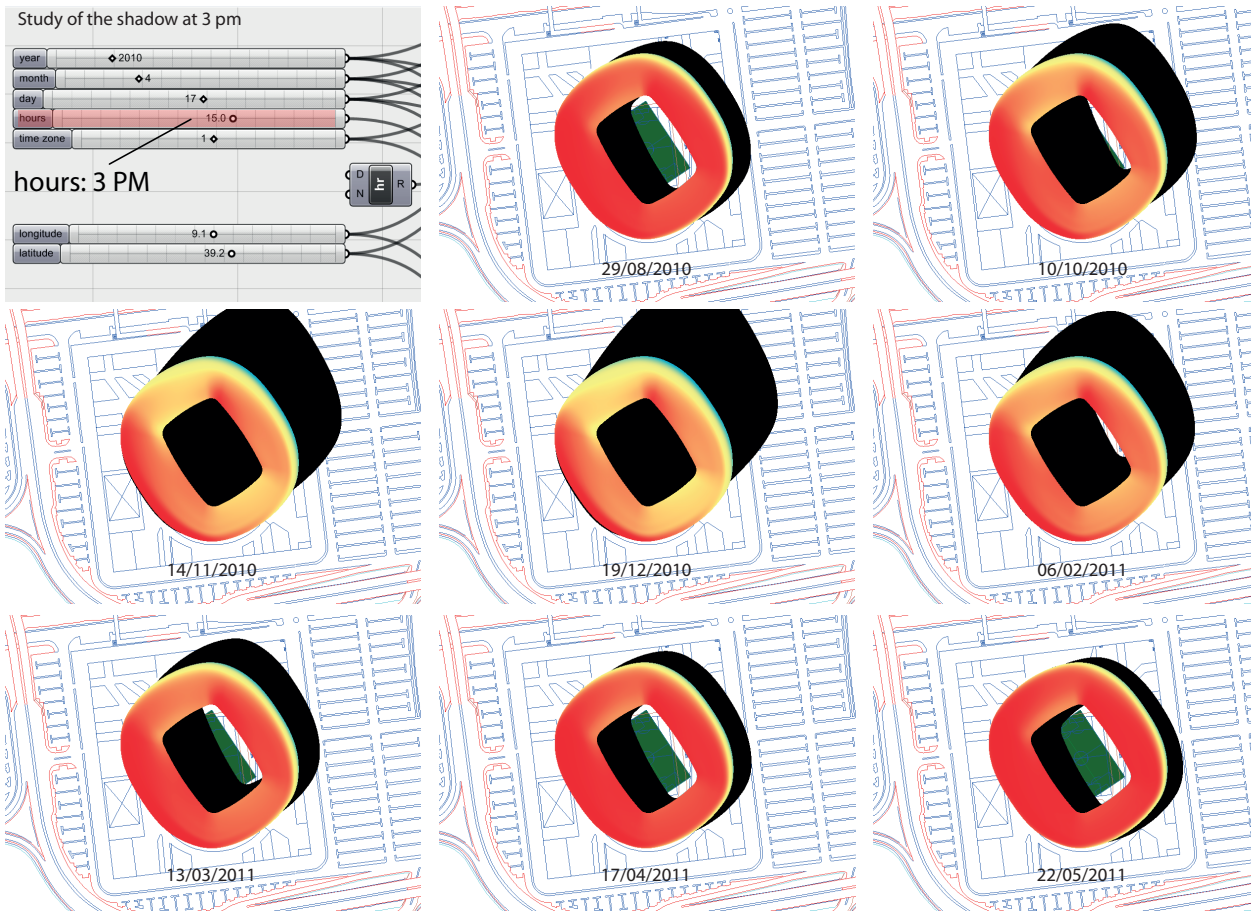 Study of the shadow at 3 pm
year 2010
month 4
day 17
hours 15.0
time zone 1
hours: 3 PM
D
N
hr
R
longitude 9.1
latitude 39.2
29/08/2010
10/10/2010
14/11/2010
19/12/2010
06/02/2011
13/03/2011
17/04/2011
22/05/2011